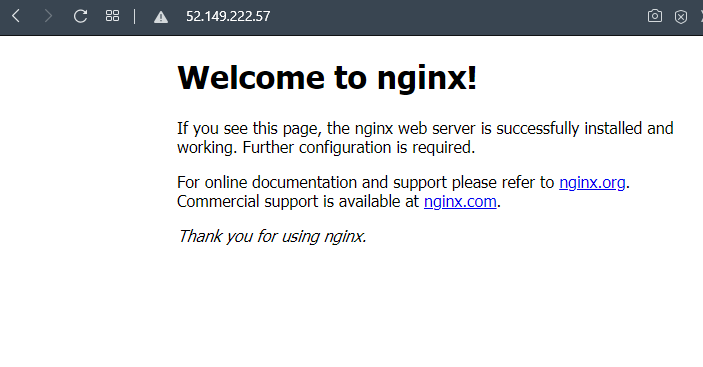 52.149.222.57
Welcome to nginx!
If you see this page, the nginx web server is successfully installed and
working. Further configuration is required.
For online documentation and support please refer to nginx.org.
Commercial support is available at nginx.com.
Thank you for using nginx.